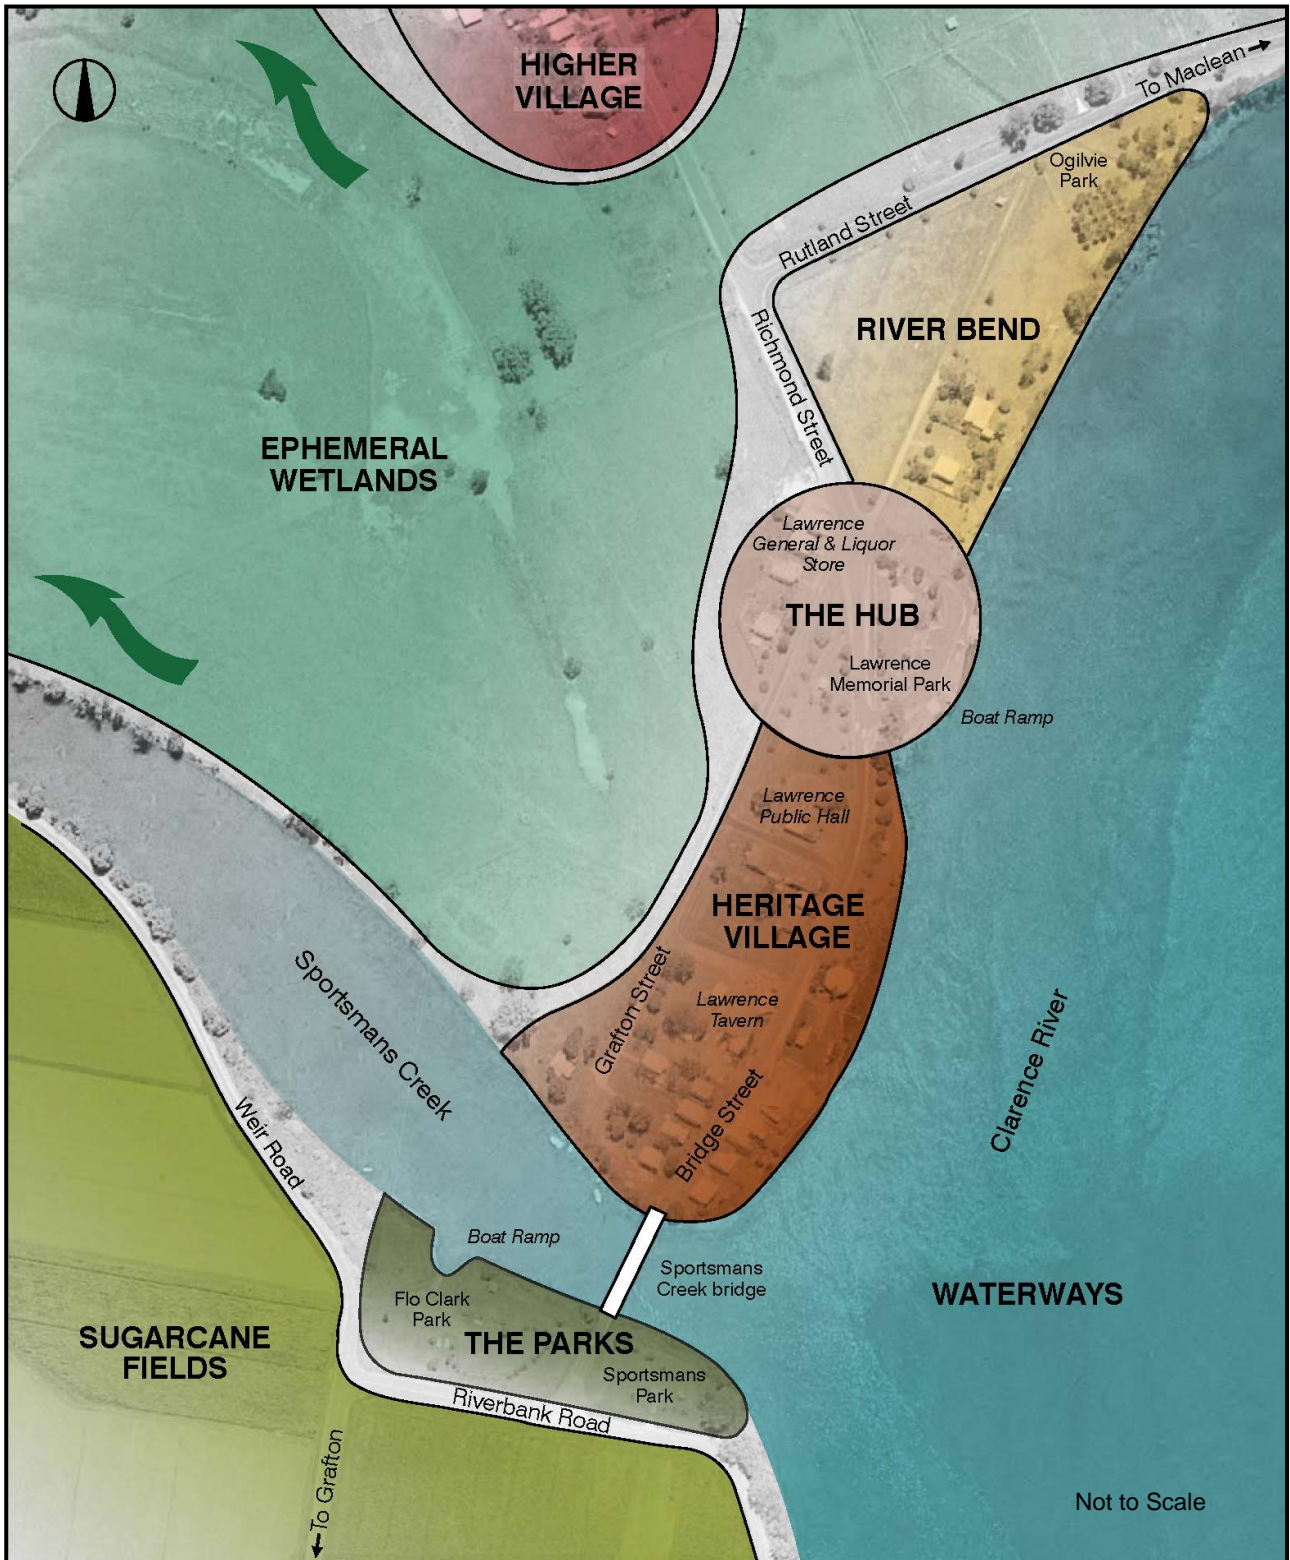 HIGHER
VILLAGE
To Maclean
Ogilvie
Park
Rutland Street
RIVER BEND
Richmond Street
EPHEMERAL
WETLANDS
Lawrence
General & Liquor
Store
THE HUB
Lawrence
Memorial Park
Boat Ramp
Lawrence
Public Hall
HERITAGE
VILLAGE
Grafton Street
Lawrence
Tavern
Sportsmans Creek
Clarence River
Bridge Street
Weir Road
Boat Ramp
Sportsmans
Creek bridge
WATERWAYS
Flo Clark
Park
THE PARKS
SUGARCANE
FIELDS
Sportsmans
Park
Riverbank Road
To Grafton
Not to Scale